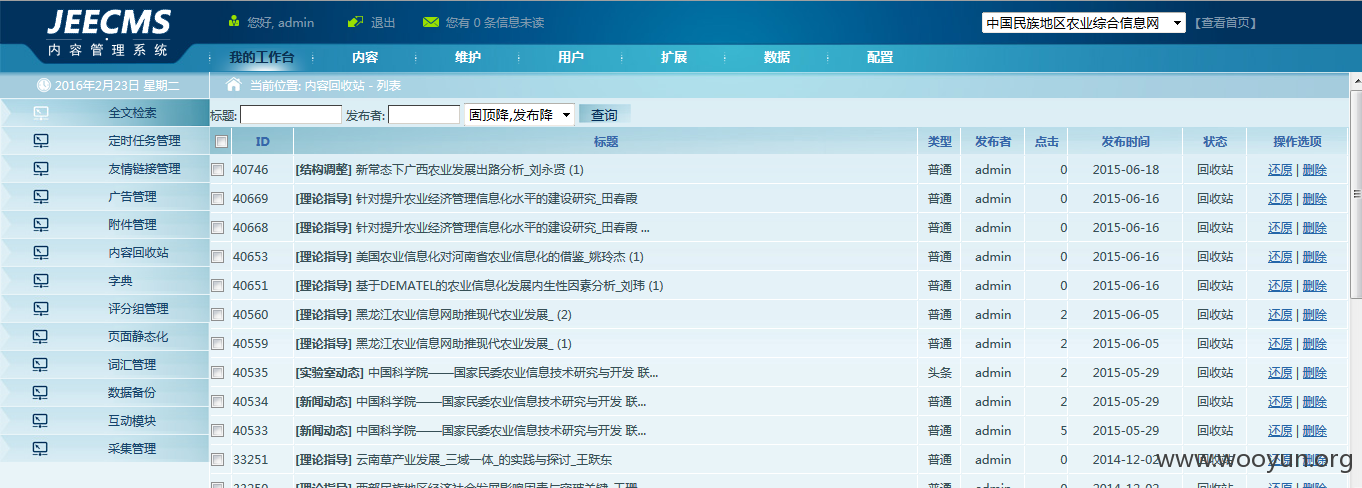 JEECMS
内 容 管 理 系 统
您好, admin 退出 您有 0 条信息未读 中国民族地区农业综合信息网 [查看首页]
我的工作台 内容 维护 用户 扩展 数据 配置
2016年2月23日 星期二
当前位置: 内容回收站 - 列表
全文检索
定时任务管理
友情链接管理
广告管理
附件管理
内容回收站
字典
评分组管理
页面静态化
词汇管理
数据备份
互动模块
采集管理
标题: 发布者: 固顶降,发布降 查询
ID 标题 类型 发布者 点击 发布时间 状态 操作选项
40746 [结构调整] 新常态下广西农业发展出路分析_刘永贤 (1) 普通 admin 0 2015-06-18 回收站 还原 | 删除
40669 [理论指导] 针对提升农业经济管理信息化水平的建设研究_田春霞 普通 admin 0 2015-06-16 回收站 还原 | 删除
40668 [理论指导] 针对提升农业经济管理信息化水平的建设研究_田春霞 ... 普通 admin 0 2015-06-16 回收站 还原 | 删除
40653 [理论指导] 美国农业信息化对河南省农业信息化的借鉴_姚玲杰 (1) 普通 admin 0 2015-06-16 回收站 还原 | 删除
40651 [理论指导] 基于DEMATEL的农业信息化发展内生性因素分析_刘玮 (1) 普通 admin 0 2015-06-16 回收站 还原 | 删除
40560 [理论指导] 黑龙江农业信息网助推现代农业发展_ (2) 普通 admin 2 2015-06-05 回收站 还原 | 删除
40559 [理论指导] 黑龙江农业信息网助推现代农业发展_ (1) 普通 admin 2 2015-06-05 回收站 还原 | 删除
40535 [实验室动态] 中国科学院——国家民委农业信息技术研究与开发 联... 头条 admin 2 2015-05-29 回收站 还原 | 删除
40534 [新闻动态] 中国科学院——国家民委农业信息技术研究与开发 联... 普通 admin 2 2015-05-29 回收站 还原 | 删除
40533 [新闻动态] 中国科学院——国家民委农业信息技术研究与开发 联... 普通 admin 5 2015-05-29 回收站 还原 | 删除
33251 [理论指导] 云南草产业发展_三域一体_的实践与探讨_王跃东 普通 admin 0 2014-12-02 回收站 还原 | 删除
www.wooyun.org